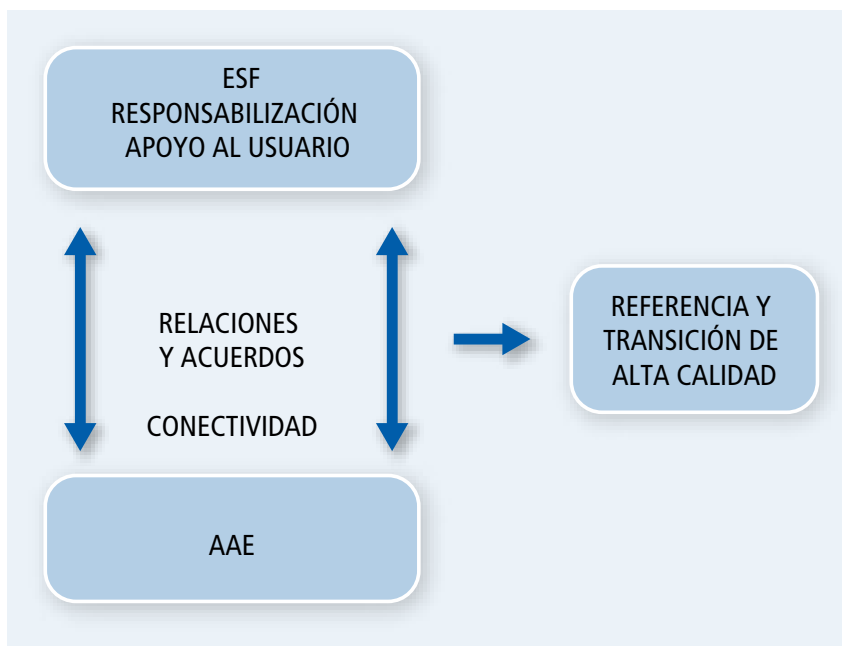 ESF
RESPONSABILIZACIÓN
APOYO AL USUARIO
RELACIONES
Y ACUERDOS
CONECTIVIDAD
REFERENCIA Y
TRANSICIÓN DE
ALTA CALIDAD
AAE